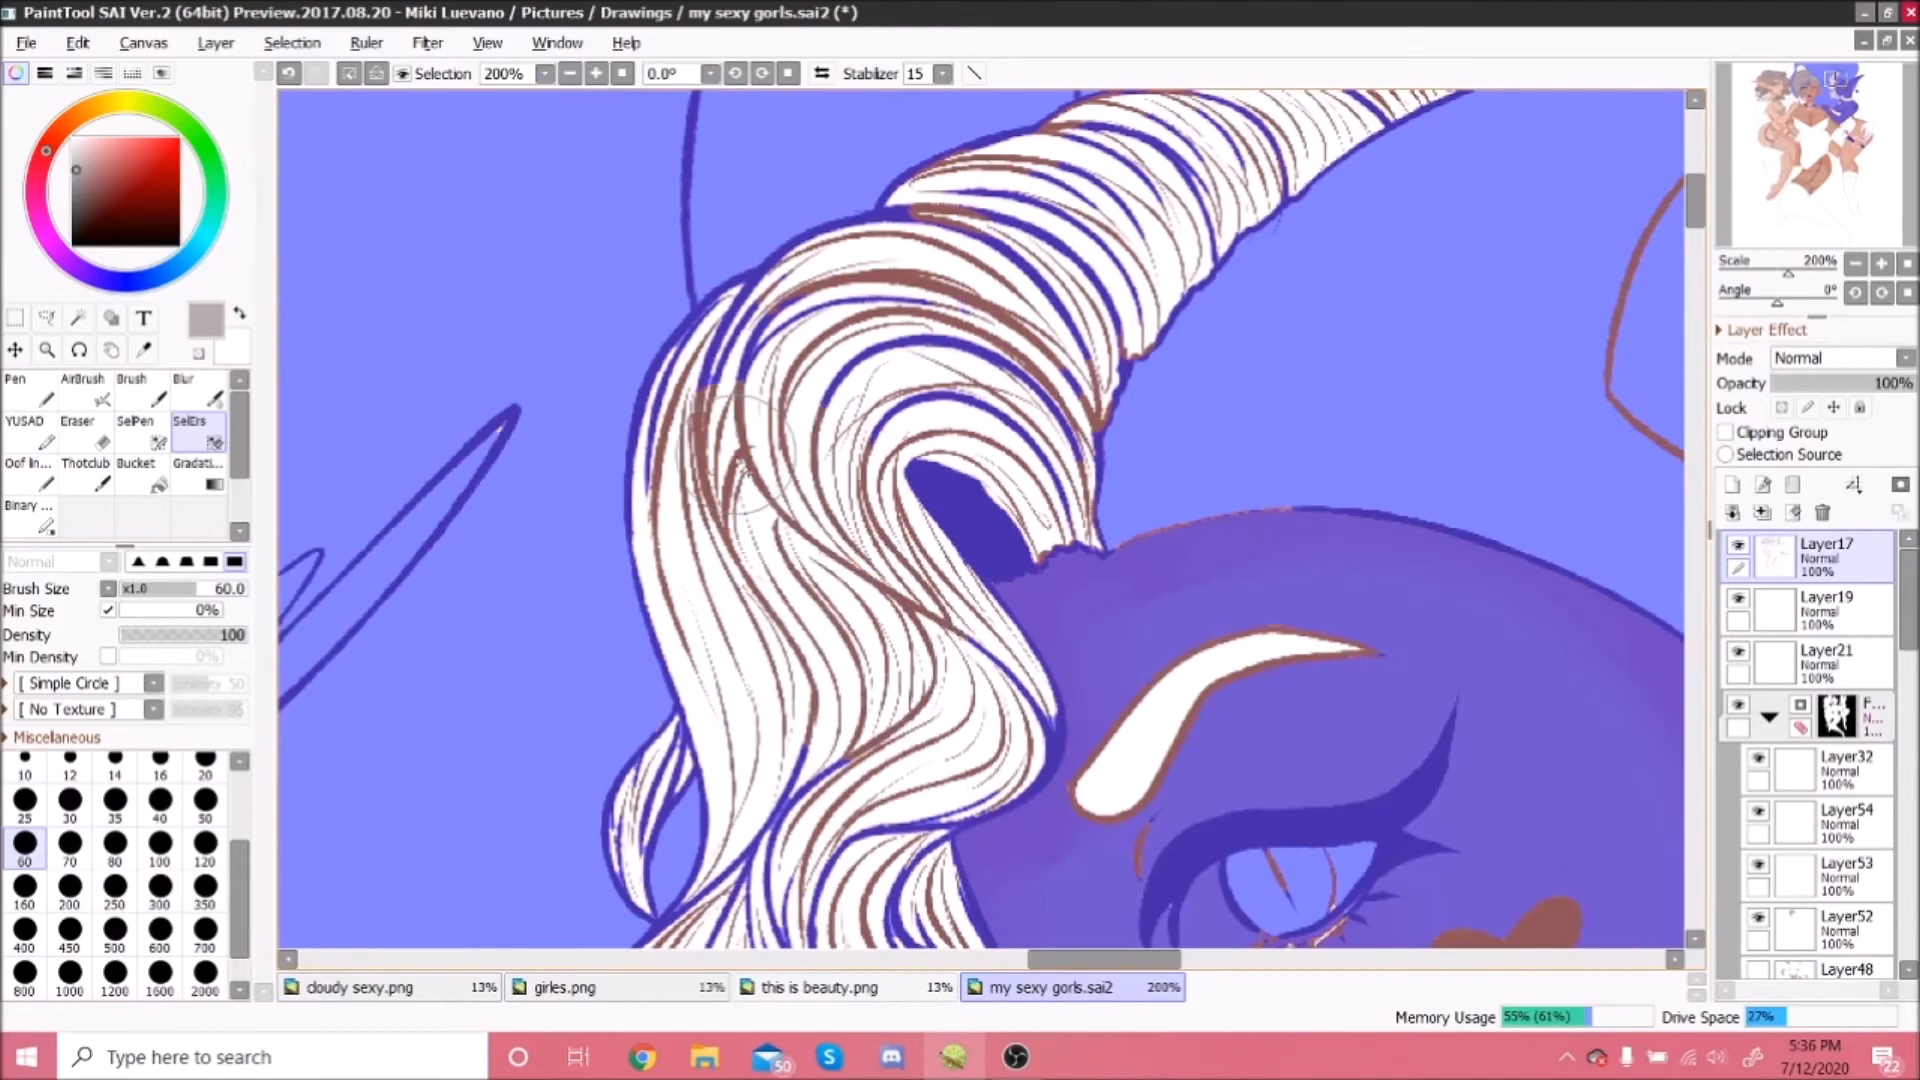 PaintTool SAI Ver.2 (64bit) Preview.2017.08.20 - Miki Luevano / Pictures / Drawings / my sexy gorls.sai2 (*)
File Edit Canvas Layer Selection Ruler Filter View Window Help
Selection 200% 0.0° Stabilizer 15
Scale 200%
Angle 0°
Layer Effect
Mode Normal
Opacity 100%
Lock
Clipping Group
Selection Source
T
Pen AirBrush Brush Blur
YUSAD Eraser SelPen SelErs
Oof In... Thotclub Bucket Gradati...
Binary ...
Normal
Brush Size x1.0 60.0
Min Size 0%
Density 100
Min Density 0%
[ Simple Circle ] Intensity 50
[ No Texture ] Intensity 95
Miscellaneous
10 12 14 16 20
25 30 35 40 50
60 70 80 100 120
160 200 250 300 350
400 450 500 600 700
800 1000 1200 1600 2000
Layer17
Normal
100%
Layer19
Normal
100%
Layer21
Normal
100%
F...
N...
1...
Layer32
Normal
100%
Layer54
Normal
100%
Layer53
Normal
100%
Layer52
Normal
100%
Layer48
cloudy sexy.png 13% girles.png 13% this is beauty.png 13% my sexy gorls.sai2 200%
Memory Usage 55% (61%) Drive Space 27%
Type here to search
50
5:36 PM
7/12/2020
22